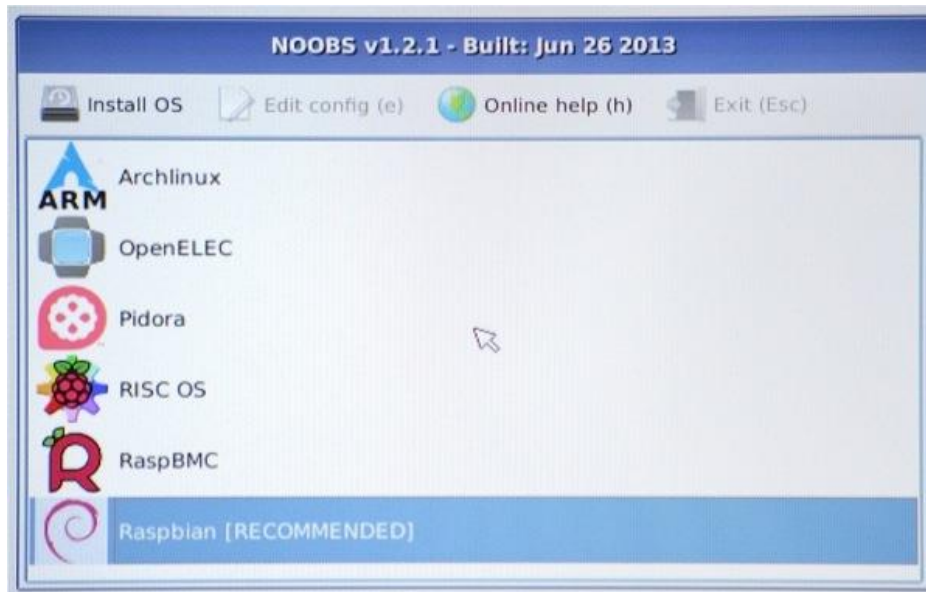 NOOBS v1.2.1 - Built: Jun 26 2013
Install OS Edit config (e) Online help (h) Exit (Esc)
Archlinux
ARM
OpenELEC
Pidora
RISC OS
RaspBMC
Raspbian [RECOMMENDED]